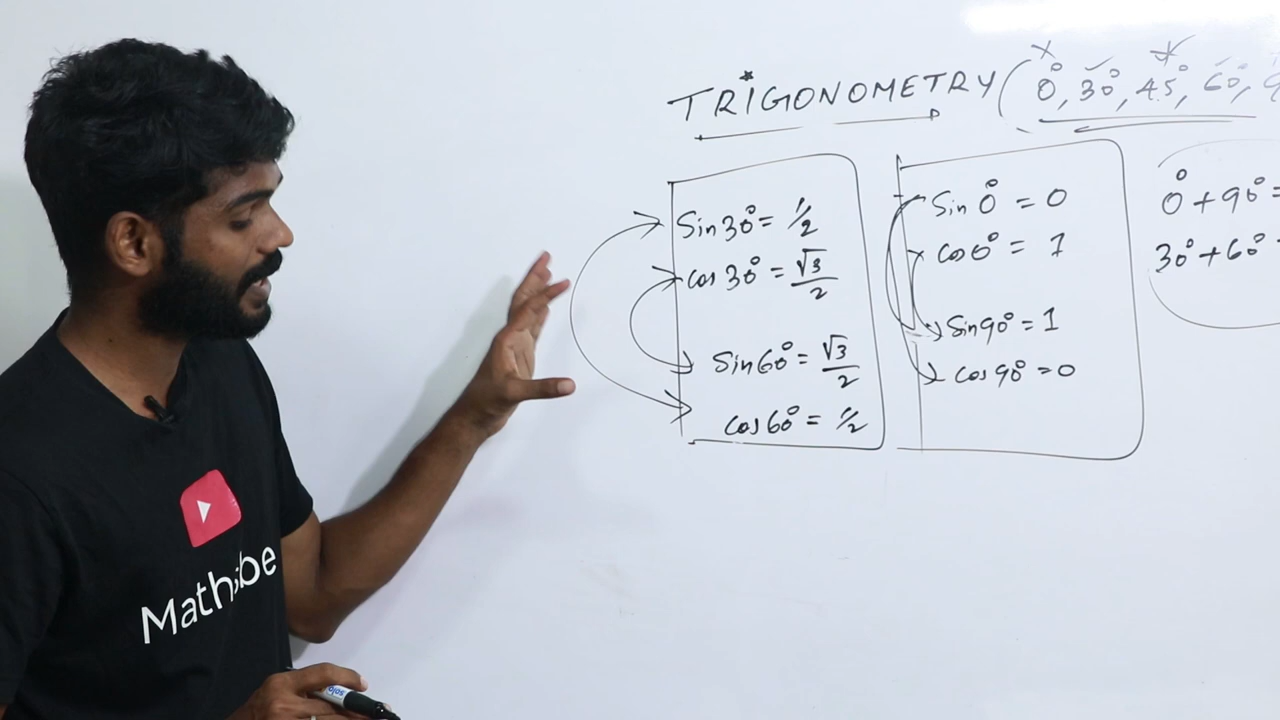 TRIGONOMETRY (0°, 30°, 45°, 60°,
Sin 30° = 1/2
cos 30° = √3/2
Sin 60° = √3/2
cos 60° = 1/2
Sin 0° = 0
cos 0° = 1
Sin 90° = 1
cos 90° = 0
0° + 90° =
30° + 60° =
solo